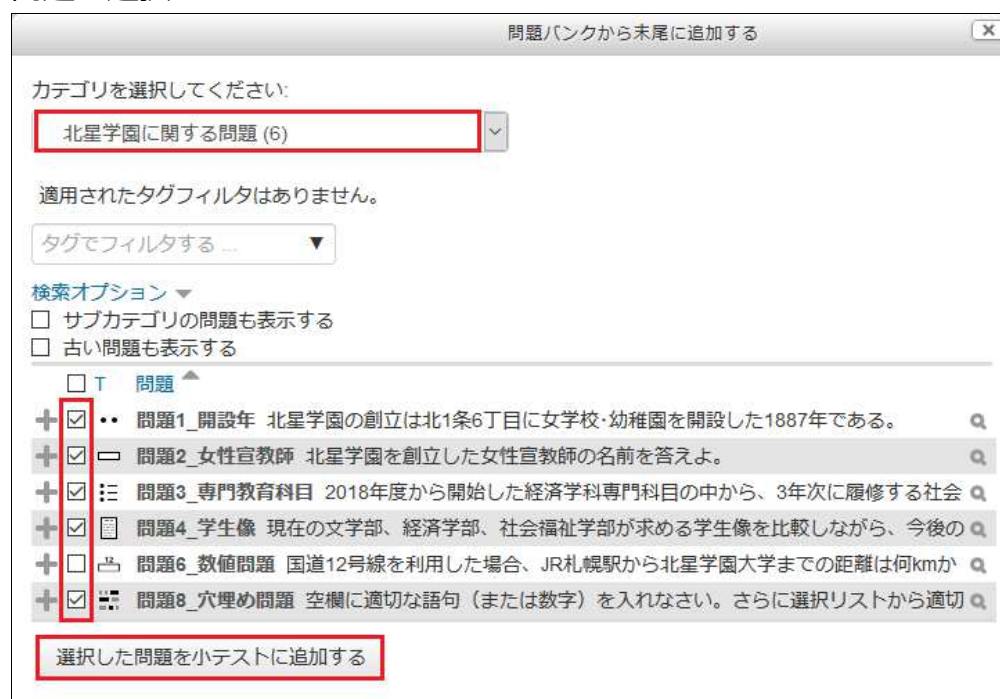 問題バンクから末尾に追加する
カテゴリを選択してください:
北星学園に関する問題 (6)
適用されたタグフィルタはありません。
タグでフィルタする ...
検索オプション
サブカテゴリの問題も表示する
古い問題も表示する
T 問題
問題1_開設年 北星学園の創立は北1条6丁目に女学校・幼稚園を開設した1887年である。
問題2_女性宣教師 北星学園を創立した女性宣教師の名前を答えよ。
問題3_専門教育科目 2018年度から開始した経済学科専門科目の中から、3年次に履修する社会
問題4_学生像 現在の文学部、経済学部、社会福祉学部が求める学生像を比較しながら、今後の
問題6_数値問題 国道12号線を利用した場合、JR札幌駅から北星学園大学までの距離は何kmか
問題8_穴埋め問題 空欄に適切な語句（または数字）を入れなさい。さらに選択リストから適切
選択した問題を小テストに追加する